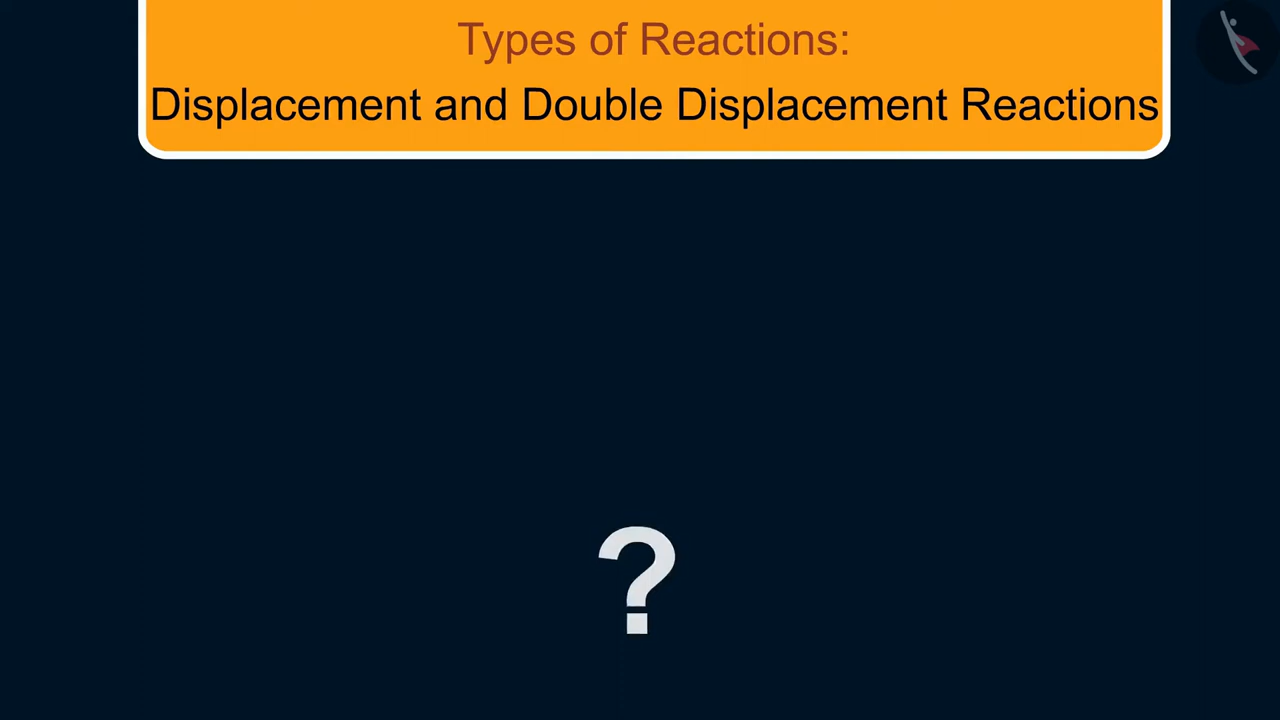 Types of Reactions:
Displacement and Double Displacement Reactions
?